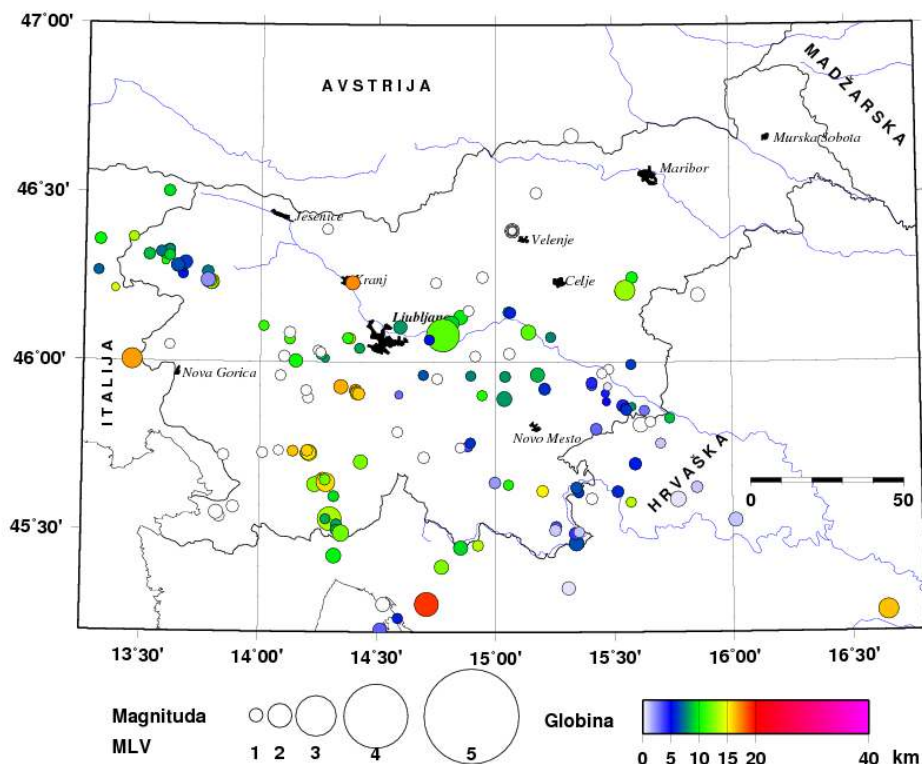 47°00'
AVSTRIJA
MADŽARSKA
Murska Sobota
Maribor
46°30'
Jesenice
Velenje
Kranj
Celje
Ljubljana
46°00'
ITALIJA
Nova Gorica
Novo Mesto
HRVAŠKA
0 50
45°30'
13°30' 14°00' 14°30' 15°00' 15°30' 16°00' 16°30'
Magnituda
MLV
1 2 3 4 5
Globina
0 5 10 15 20 40 km